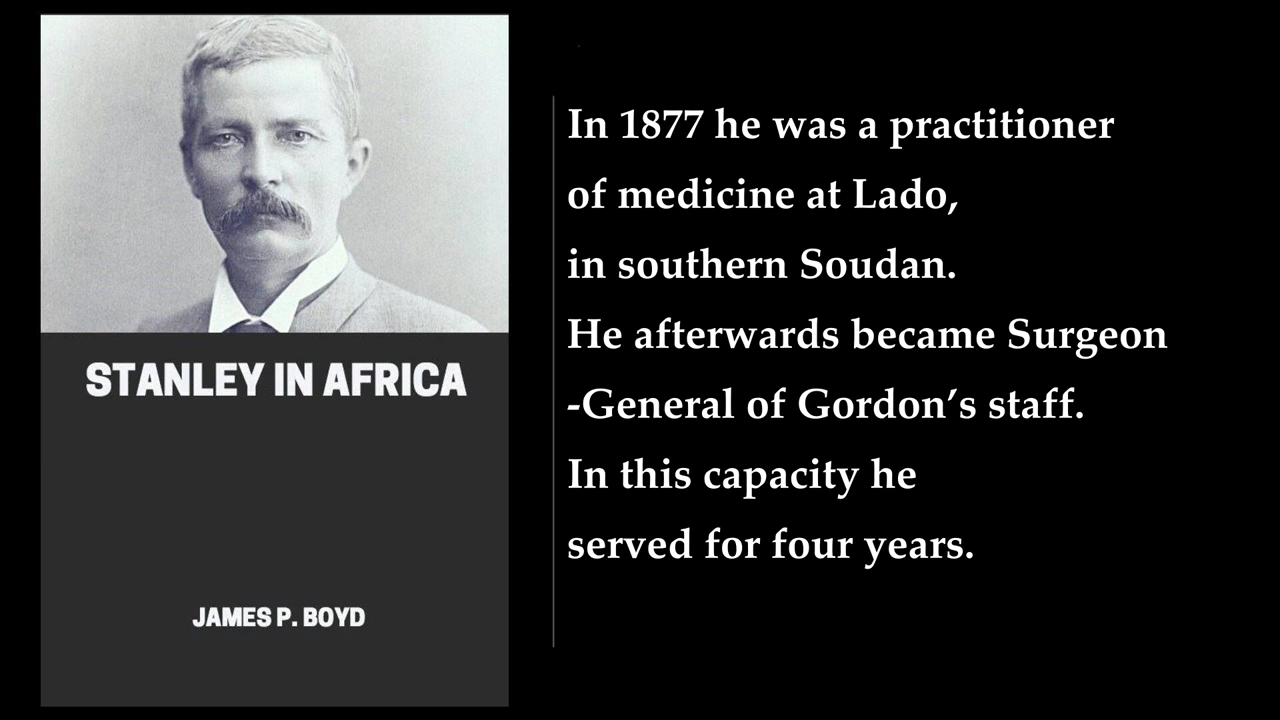 STANLEY IN AFRICA
JAMES P. BOYD
In 1877 he was a practitioner
of medicine at Lado,
in southern Soudan.
He afterwards became Surgeon
-General of Gordon’s staff.
In this capacity he
served for four years.